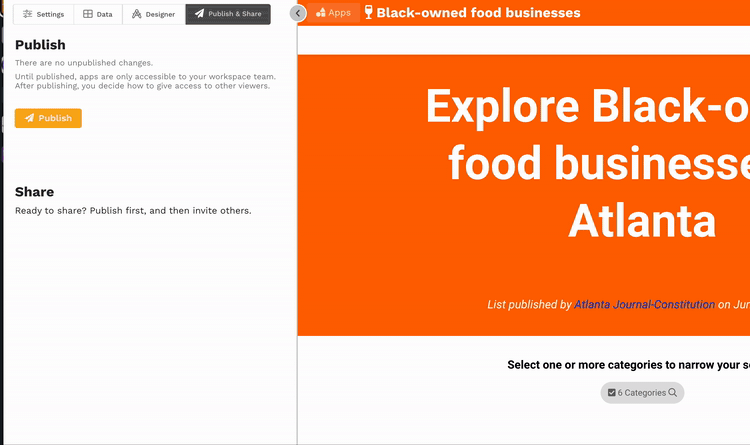 Settings
Data
Designer
Publish & Share
Apps
Black-owned food businesses
Publish
There are no unpublished changes.
Until published, apps are only accessible to your workspace team.
After publishing, you decide how to give access to other viewers.
Publish
Share
Ready to share? Publish first, and then invite others.
Explore Black-o
food businesse
Atlanta
List published by Atlanta Journal-Constitution on Jun
Select one or more categories to narrow your s
6 Categories